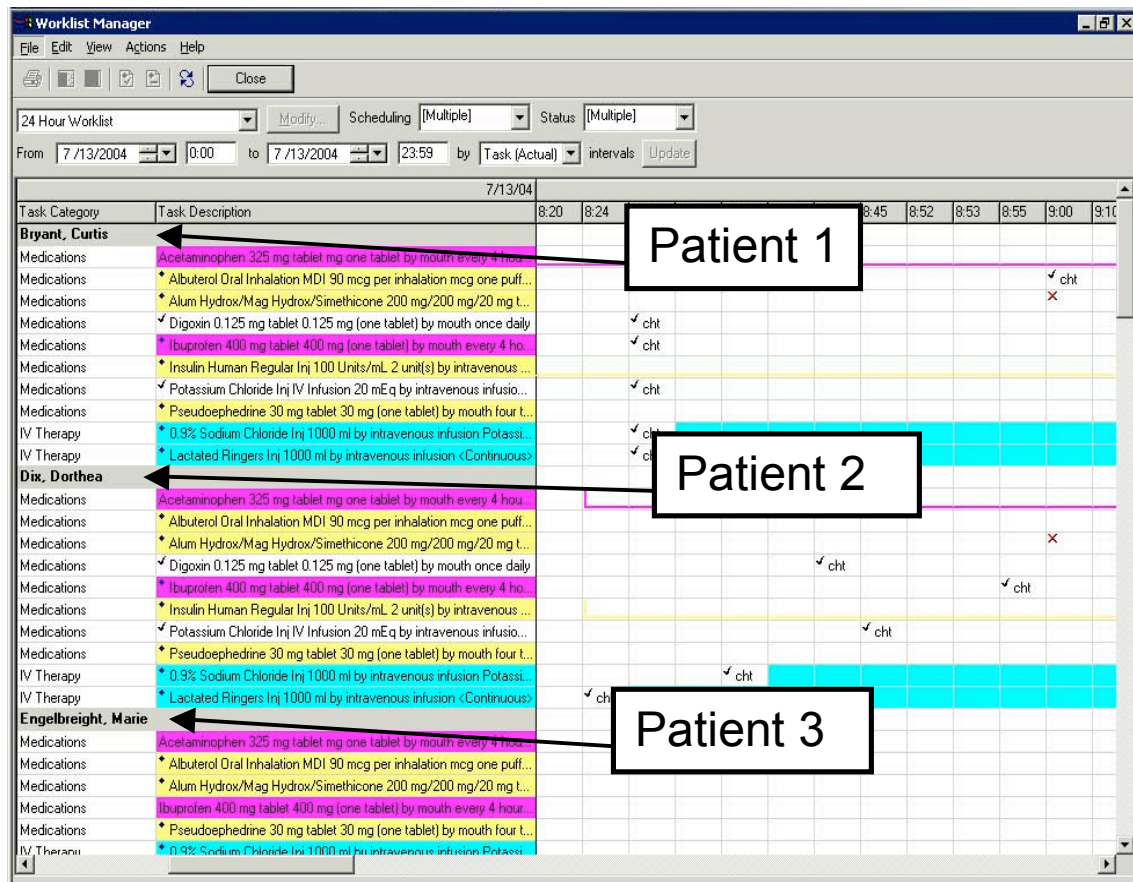 Worklist Manager
File Edit View Actions Help
Close
24 Hour Worklist Modify... Scheduling [Multiple] Status [Multiple]
From 7 /13/2004 0:00 to 7 /13/2004 23:59 by Task (Actual) intervals Update
7/13/04
Task Category Task Description 8:20 8:24 8:45 8:52 8:53 8:55 9:00 9:10
Bryant, Curtis
Patient 1
Medications Acetaminophen 325 mg tablet mg one tablet by mouth every 4 hou...
Medications Albuterol Oral Inhalation MDI 90 mcg per inhalation mcg one puff... cht
Medications Alum Hydrox/Mag Hydrox/Simethicone 200 mg/200 mg/20 mg t...
Medications Digoxin 0.125 mg tablet 0.125 mg (one tablet) by mouth once daily cht
Medications Ibuprofen 400 mg tablet 400 mg (one tablet) by mouth every 4 ho... cht
Medications Insulin Human Regular Inj 100 Units/mL 2 unit(s) by intravenous ...
Medications Potassium Chloride Inj IV Infusion 20 mEq by intravenous infusio... cht
Medications Pseudoephedrine 30 mg tablet 30 mg (one tablet) by mouth four t...
IV Therapy 0.9% Sodium Chloride Inj 1000 ml by intravenous infusion Potassi...
IV Therapy Lactated Ringers Inj 1000 ml by intravenous infusion <Continuous>
Dix, Dorthea
Patient 2
Medications Acetaminophen 325 mg tablet mg one tablet by mouth every 4 hou...
Medications Albuterol Oral Inhalation MDI 90 mcg per inhalation mcg one puff...
Medications Alum Hydrox/Mag Hydrox/Simethicone 200 mg/200 mg/20 mg t...
Medications Digoxin 0.125 mg tablet 0.125 mg (one tablet) by mouth once daily cht
Medications Ibuprofen 400 mg tablet 400 mg (one tablet) by mouth every 4 ho... cht
Medications Insulin Human Regular Inj 100 Units/mL 2 unit(s) by intravenous ...
Medications Potassium Chloride Inj IV Infusion 20 mEq by intravenous infusio... cht
Medications Pseudoephedrine 30 mg tablet 30 mg (one tablet) by mouth four t...
IV Therapy 0.9% Sodium Chloride Inj 1000 ml by intravenous infusion Potassi... cht
IV Therapy Lactated Ringers Inj 1000 ml by intravenous infusion <Continuous>
Engelbreight, Marie
Patient 3
Medications Acetaminophen 325 mg tablet mg one tablet by mouth every 4 hou...
Medications Albuterol Oral Inhalation MDI 90 mcg per inhalation mcg one puff...
Medications Alum Hydrox/Mag Hydrox/Simethicone 200 mg/200 mg/20 mg t...
Medications Ibuprofen 400 mg tablet 400 mg (one tablet) by mouth every 4 hour...
Medications Pseudoephedrine 30 mg tablet 30 mg (one tablet) by mouth four t...
IV Therapy 0.9% Sodium Chloride Inj 1000 ml by intravenous infusion Potassi...